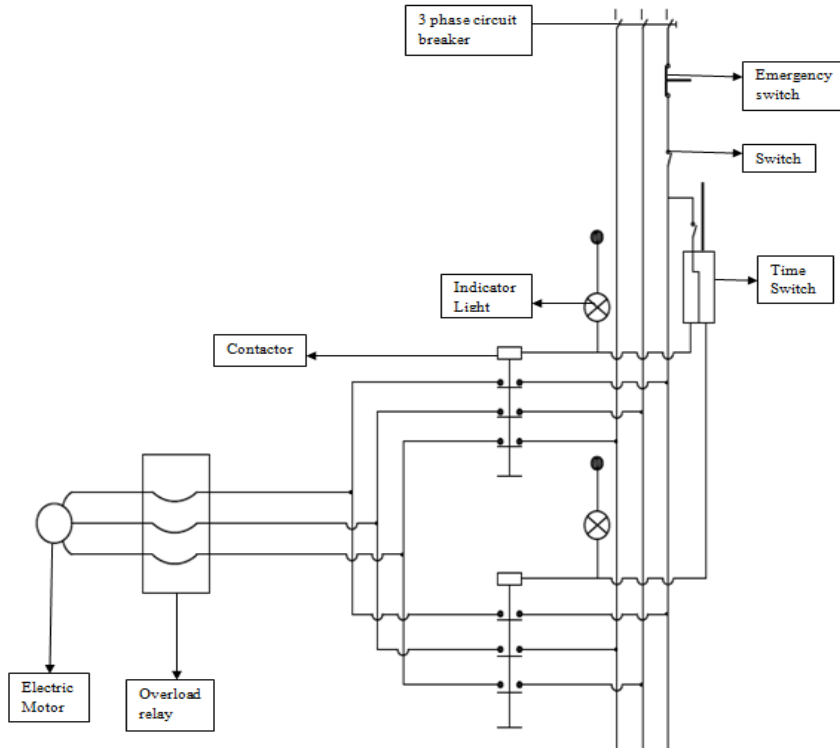 3 phase circuit
breaker
Emergency
switch
Switch
Time
Switch
Indicator
Light
Contactor
Electric
Motor
Overload
relay